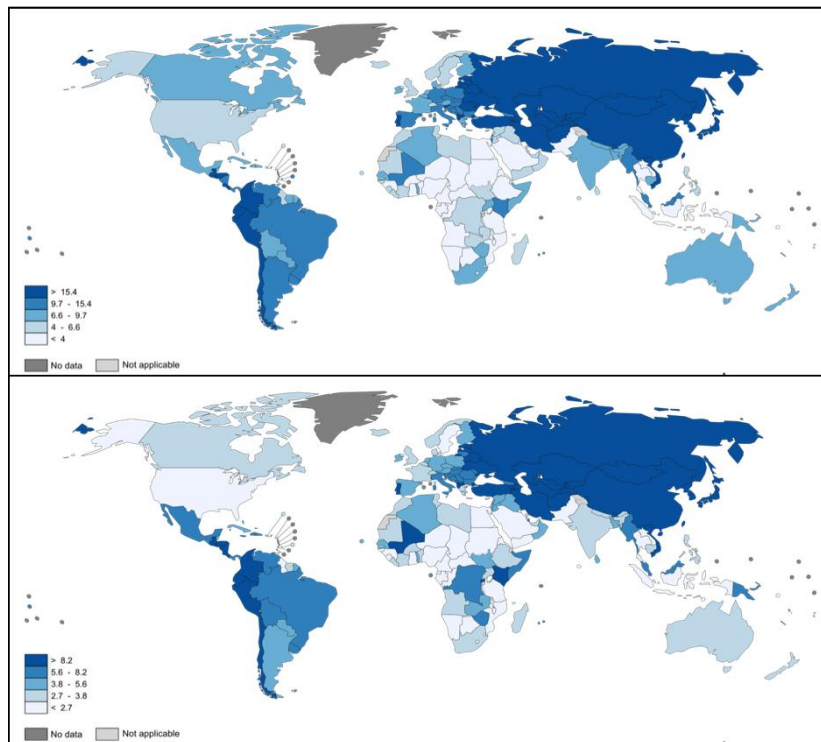 > 15.4
9.7 - 15.4
6.6 - 9.7
4 - 6.6
< 4
No data
Not applicable
> 8.2
5.6 - 8.2
3.8 - 5.6
2.7 - 3.8
< 2.7
No data
Not applicable